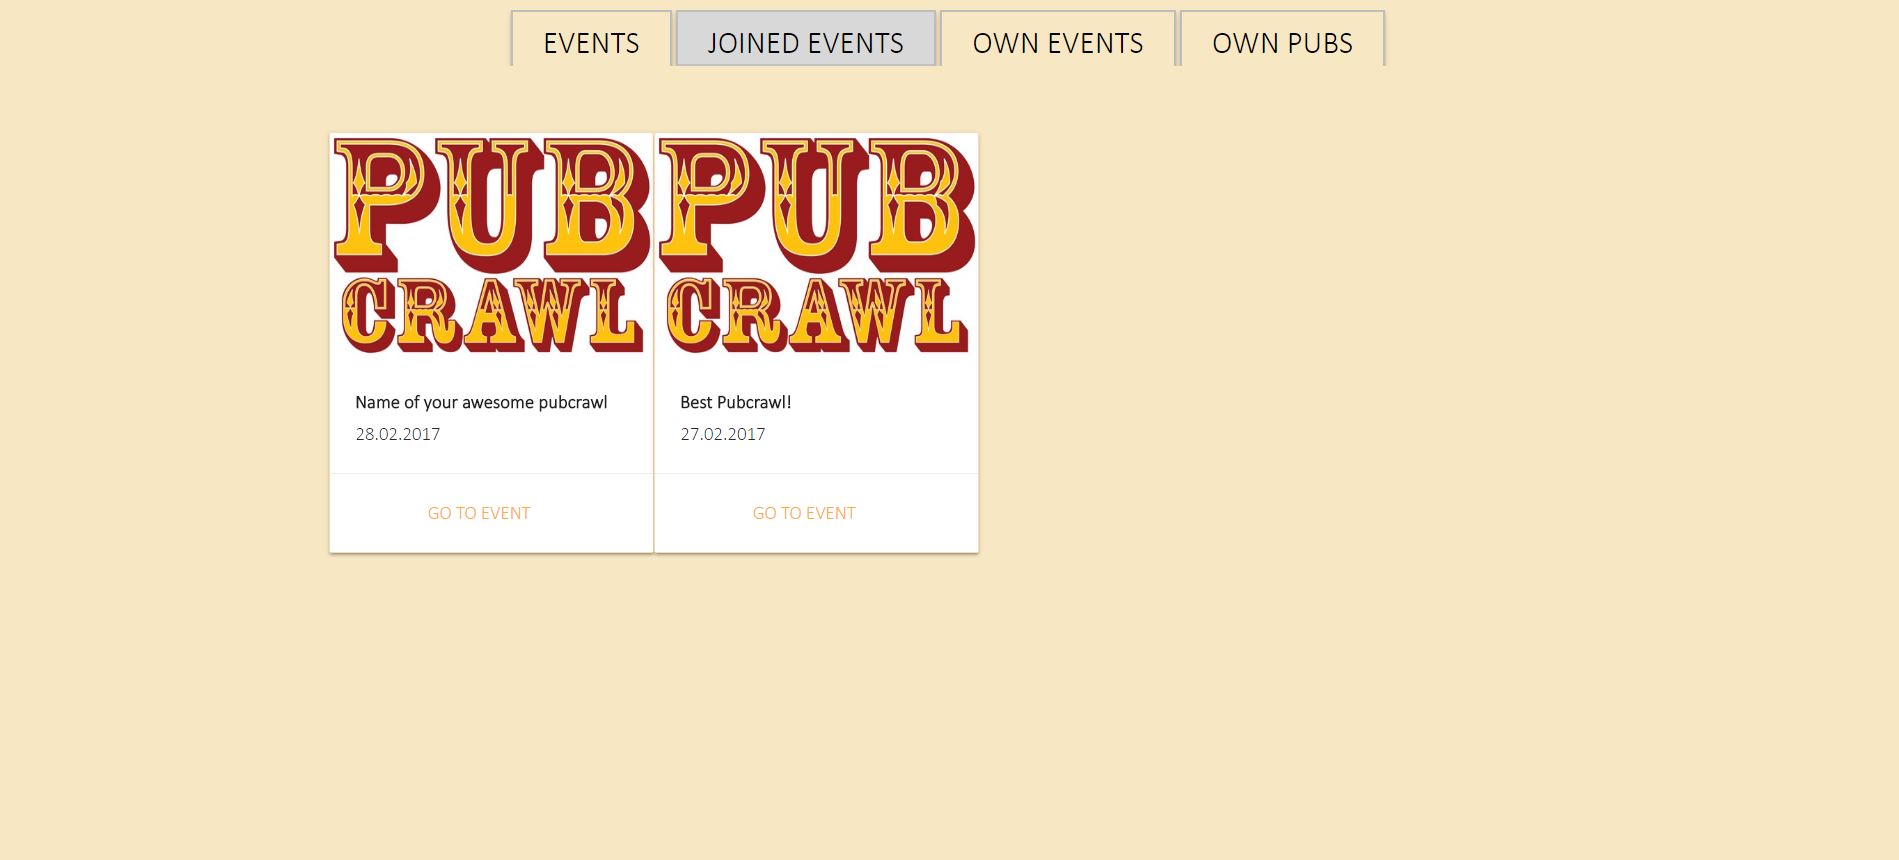 EVENTS JOINED EVENTS OWN EVENTS OWN PUBS
PUB
CRAWL
Name of your awesome pubcrawl
28.02.2017
GO TO EVENT
PUB
CRAWL
Best Pubcrawl!
27.02.2017
GO TO EVENT